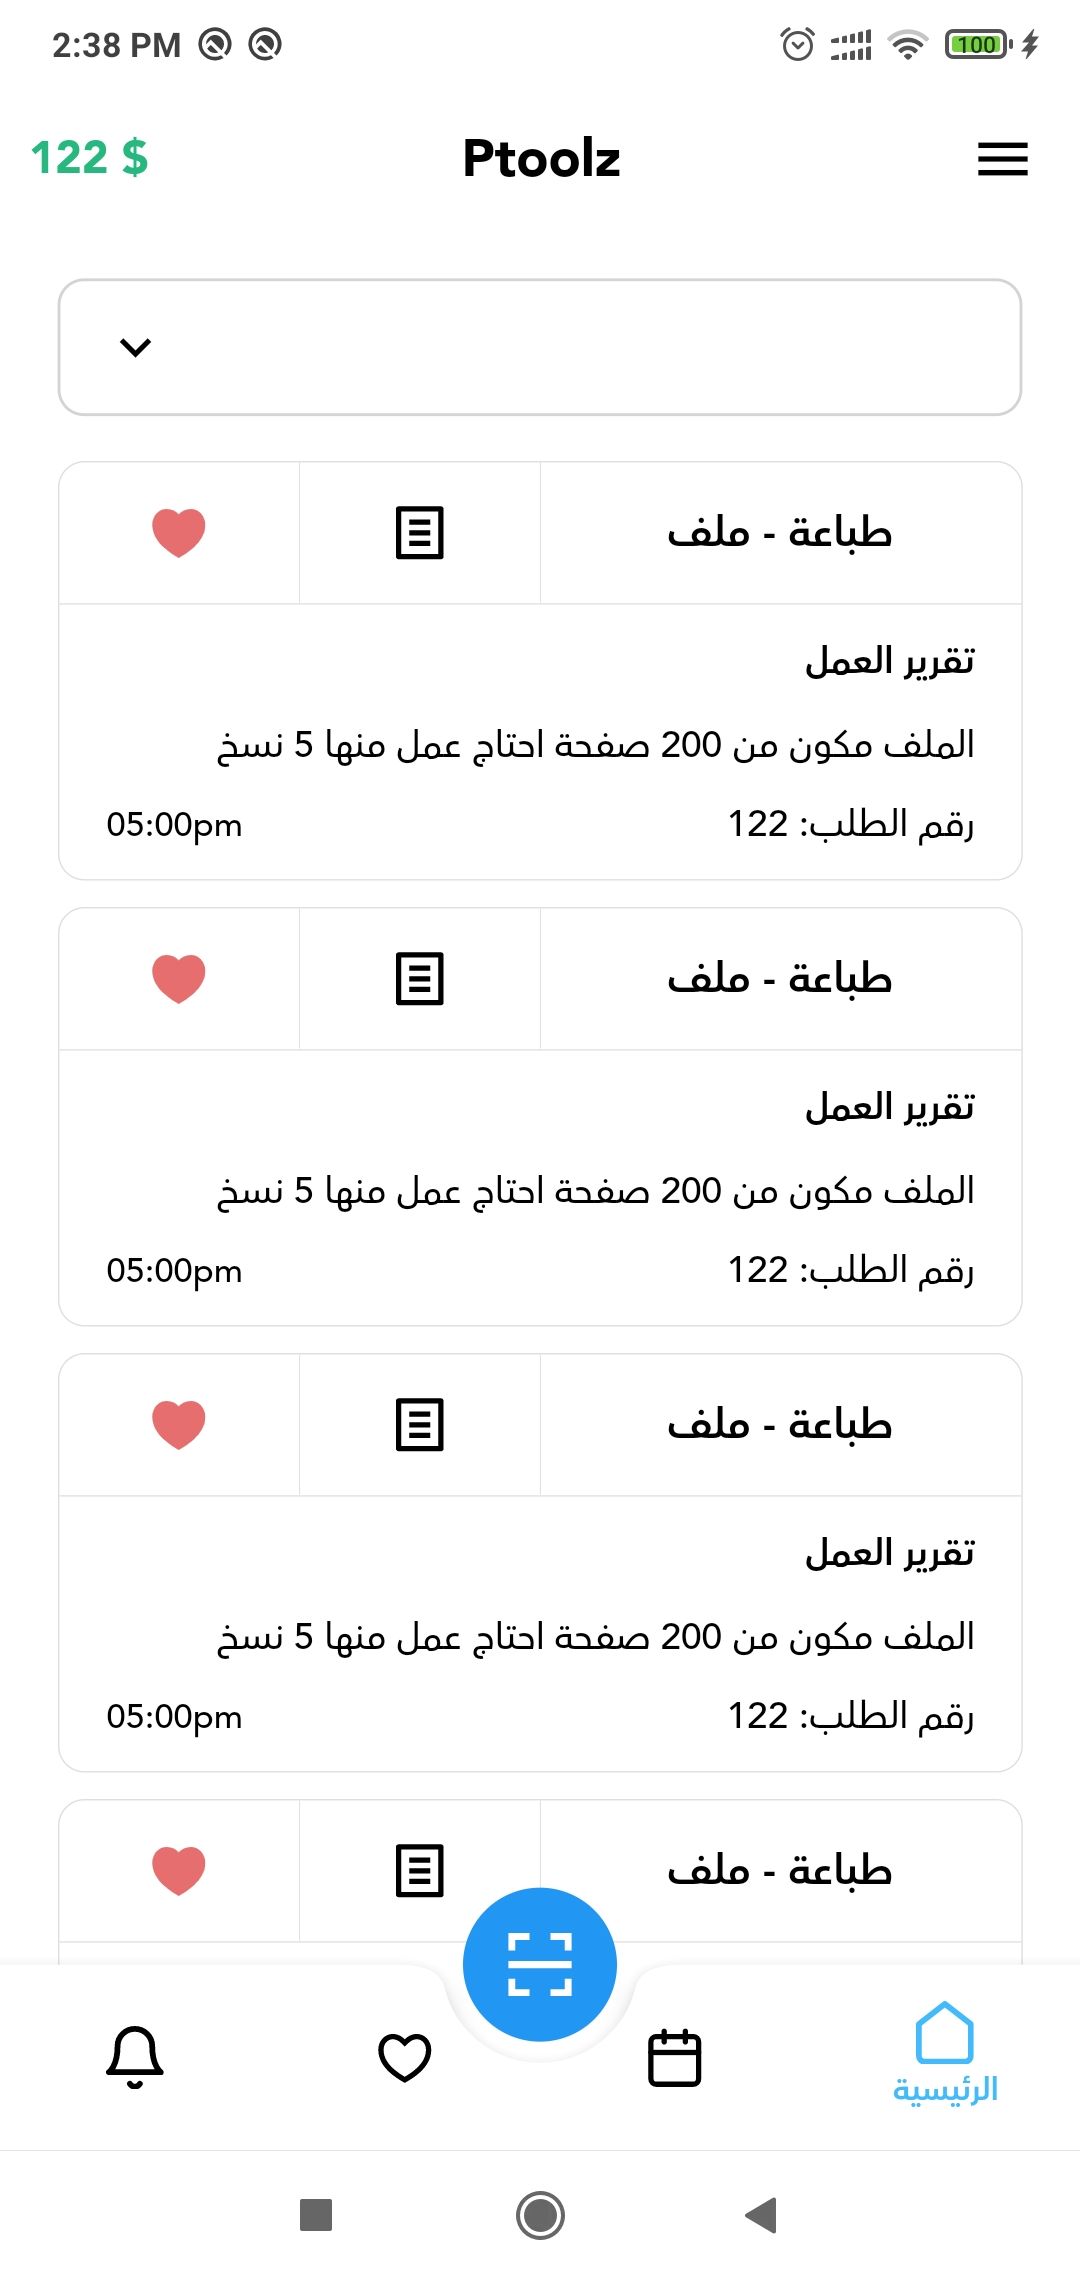 2:38 PM
100
122 $
Ptoolz
طباعة - ملف
تقرير العمل
الملف مكون من 200 صفحة احتاج عمل منها 5 نسخ
رقم الطلب: 122
05:00pm
طباعة - ملف
تقرير العمل
الملف مكون من 200 صفحة احتاج عمل منها 5 نسخ
رقم الطلب: 122
05:00pm
طباعة - ملف
تقرير العمل
الملف مكون من 200 صفحة احتاج عمل منها 5 نسخ
رقم الطلب: 122
05:00pm
طباعة - ملف
الرئيسية